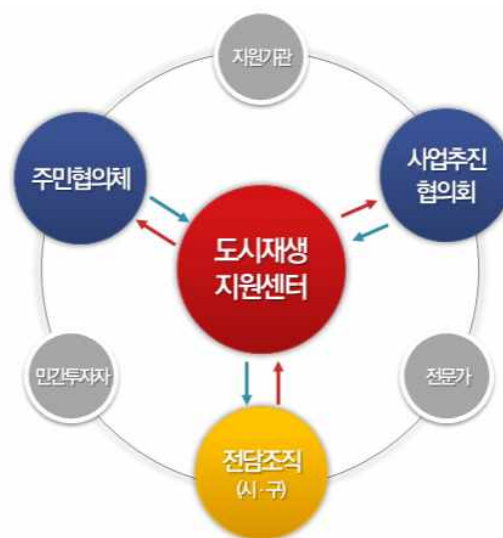 지원기관
주민협의체
사업추진
협의회
도시재생
지원센터
민간투자자
전문가
전담조직
(시·구)